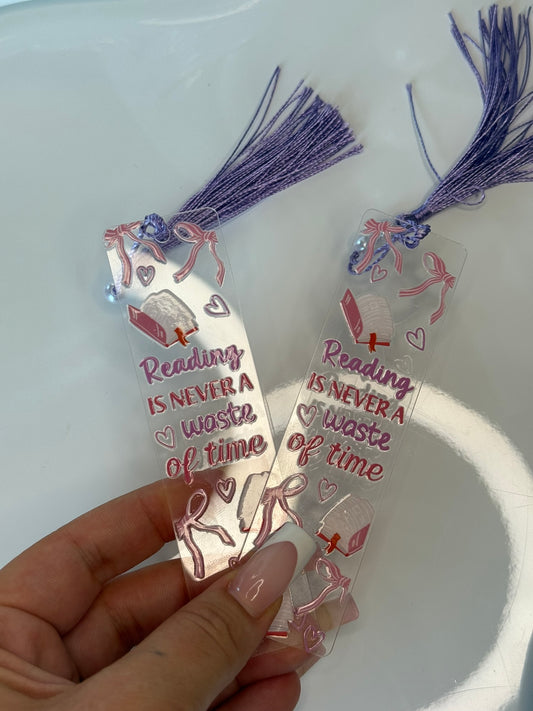 Reading
IS NEVER A
waste
of time
Reading
IS NEVER A
waste
of time